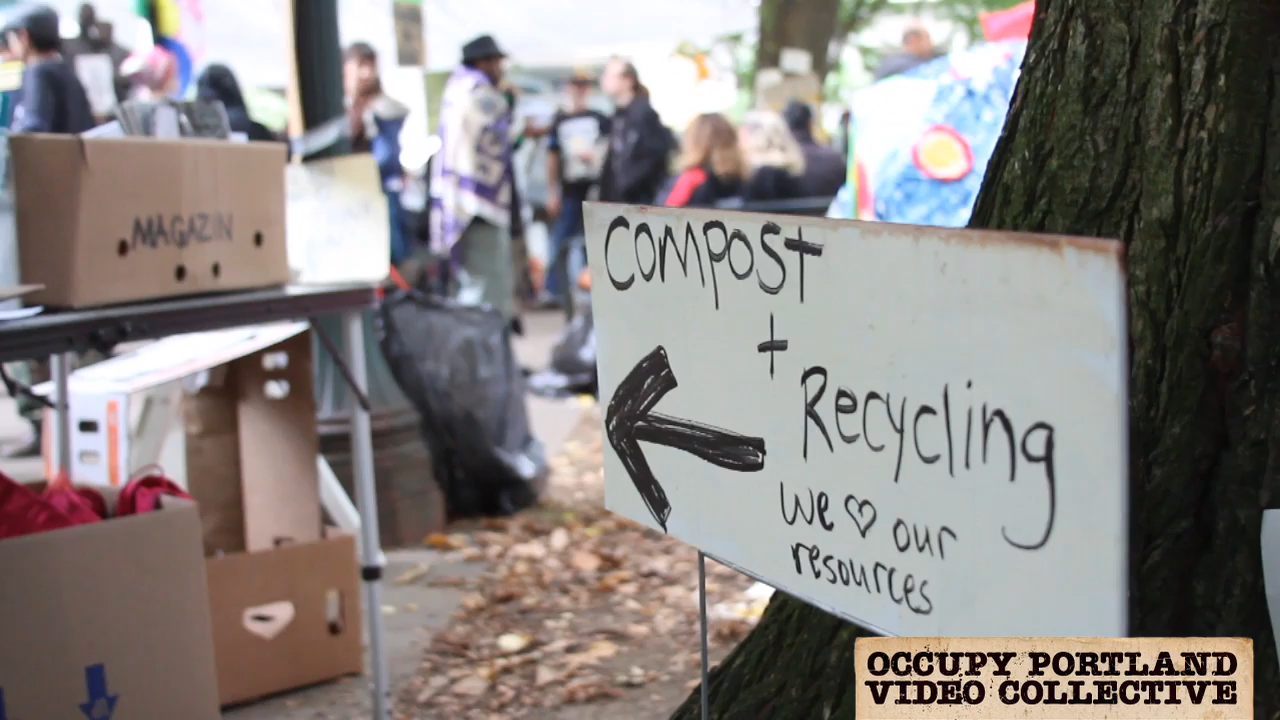 MAGAZIN
Compost
+
Recycling
we ♡ our
resources
OCCUPY PORTLAND
VIDEO COLLECTIVE